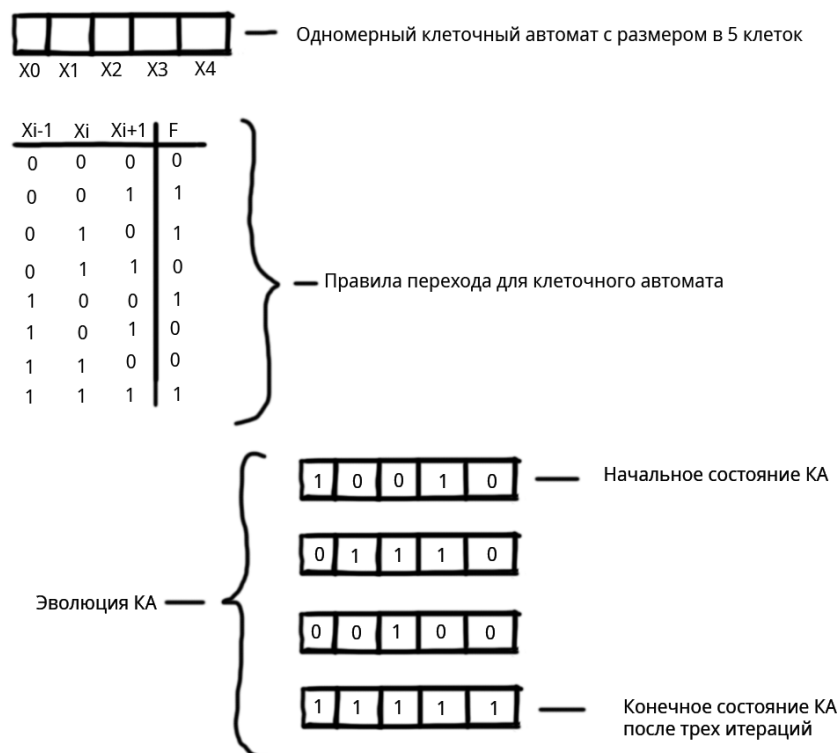 Одномерный клеточный автомат с размером в 5 клеток
X0 X1 X2 X3 X4
Xi-1 Xi Xi+1 F
0 0 0 0
0 0 1 1
0 1 0 1
0 1 1 0
1 0 0 1
1 0 1 0
1 1 0 0
1 1 1 1
Правила перехода для клеточного автомата
1 0 0 1 0
Начальное состояние КА
0 1 1 1 0
Эволюция КА
0 0 1 0 0
1 1 1 1 1
Конечное состояние КА
после трех итераций